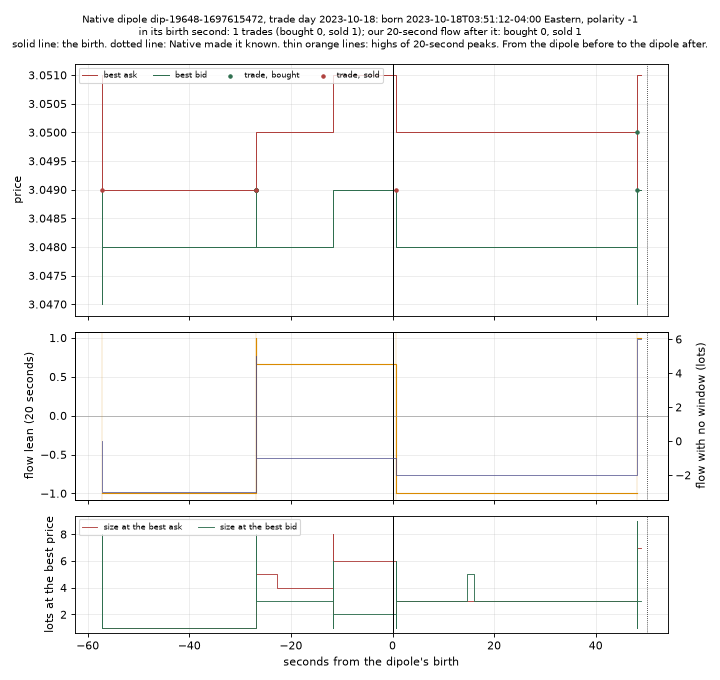 Native dipole dip-19648-1697615472, trade day 2023-10-18: born 2023-10-18T03:51:12-04:00 Eastern, polarity -1
in its birth second: 1 trades (bought 0, sold 1); our 20-second flow after it: bought 0, sold 1
solid line: the birth. dotted line: Native made it known. thin orange lines: highs of 20-second peaks. From the dipole before to the dipole after.
best ask best bid trade, bought trade, sold
3.0510
3.0505
3.0500
3.0495
3.0490
3.0485
3.0480
3.0475
3.0470
price
1.0
0.5
0.0
−0.5
−1.0
flow lean (20 seconds)
6
4
2
0
−2
flow with no window (lots)
size at the best ask size at the best bid
8
6
4
2
lots at the best price
−60 −40 −20 0 20 40
seconds from the dipole's birth